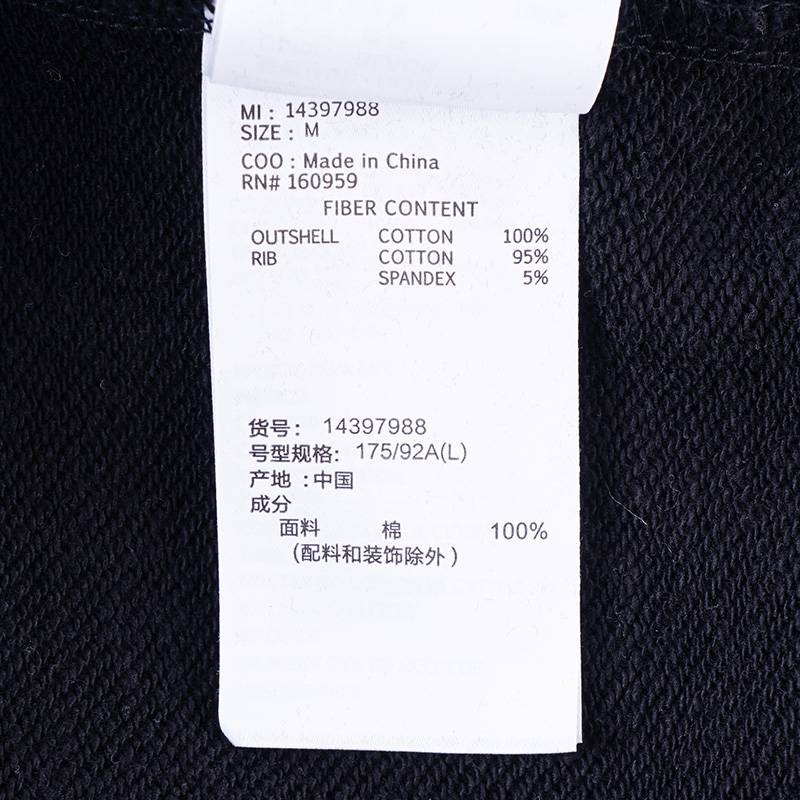 MI : 14397988
SIZE : M
COO : Made in China
RN# 160959
FIBER CONTENT
OUTSHELL COTTON 100%
RIB COTTON 95%
SPANDEX 5%
货号： 14397988
号型规格: 175/92A(L)
产地 :中国
成分
面料 棉 100%
(配料和装饰除外)